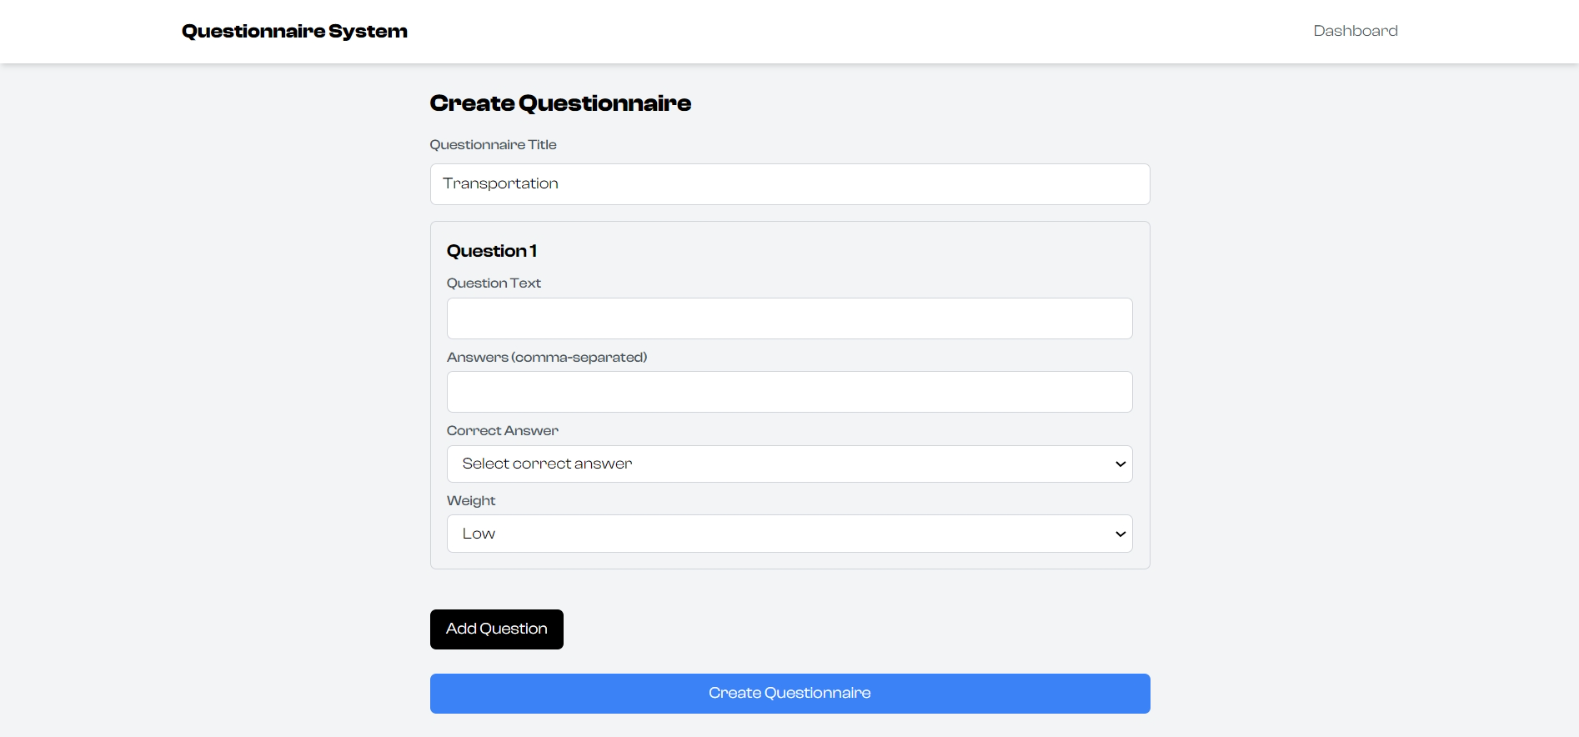 Questionnaire System
Dashboard
Create Questionnaire
Questionnaire Title
Transportation
Question 1
Question Text
Answers (comma-separated)
Correct Answer
Select correct answer
Weight
Low
Add Question
Create Questionnaire